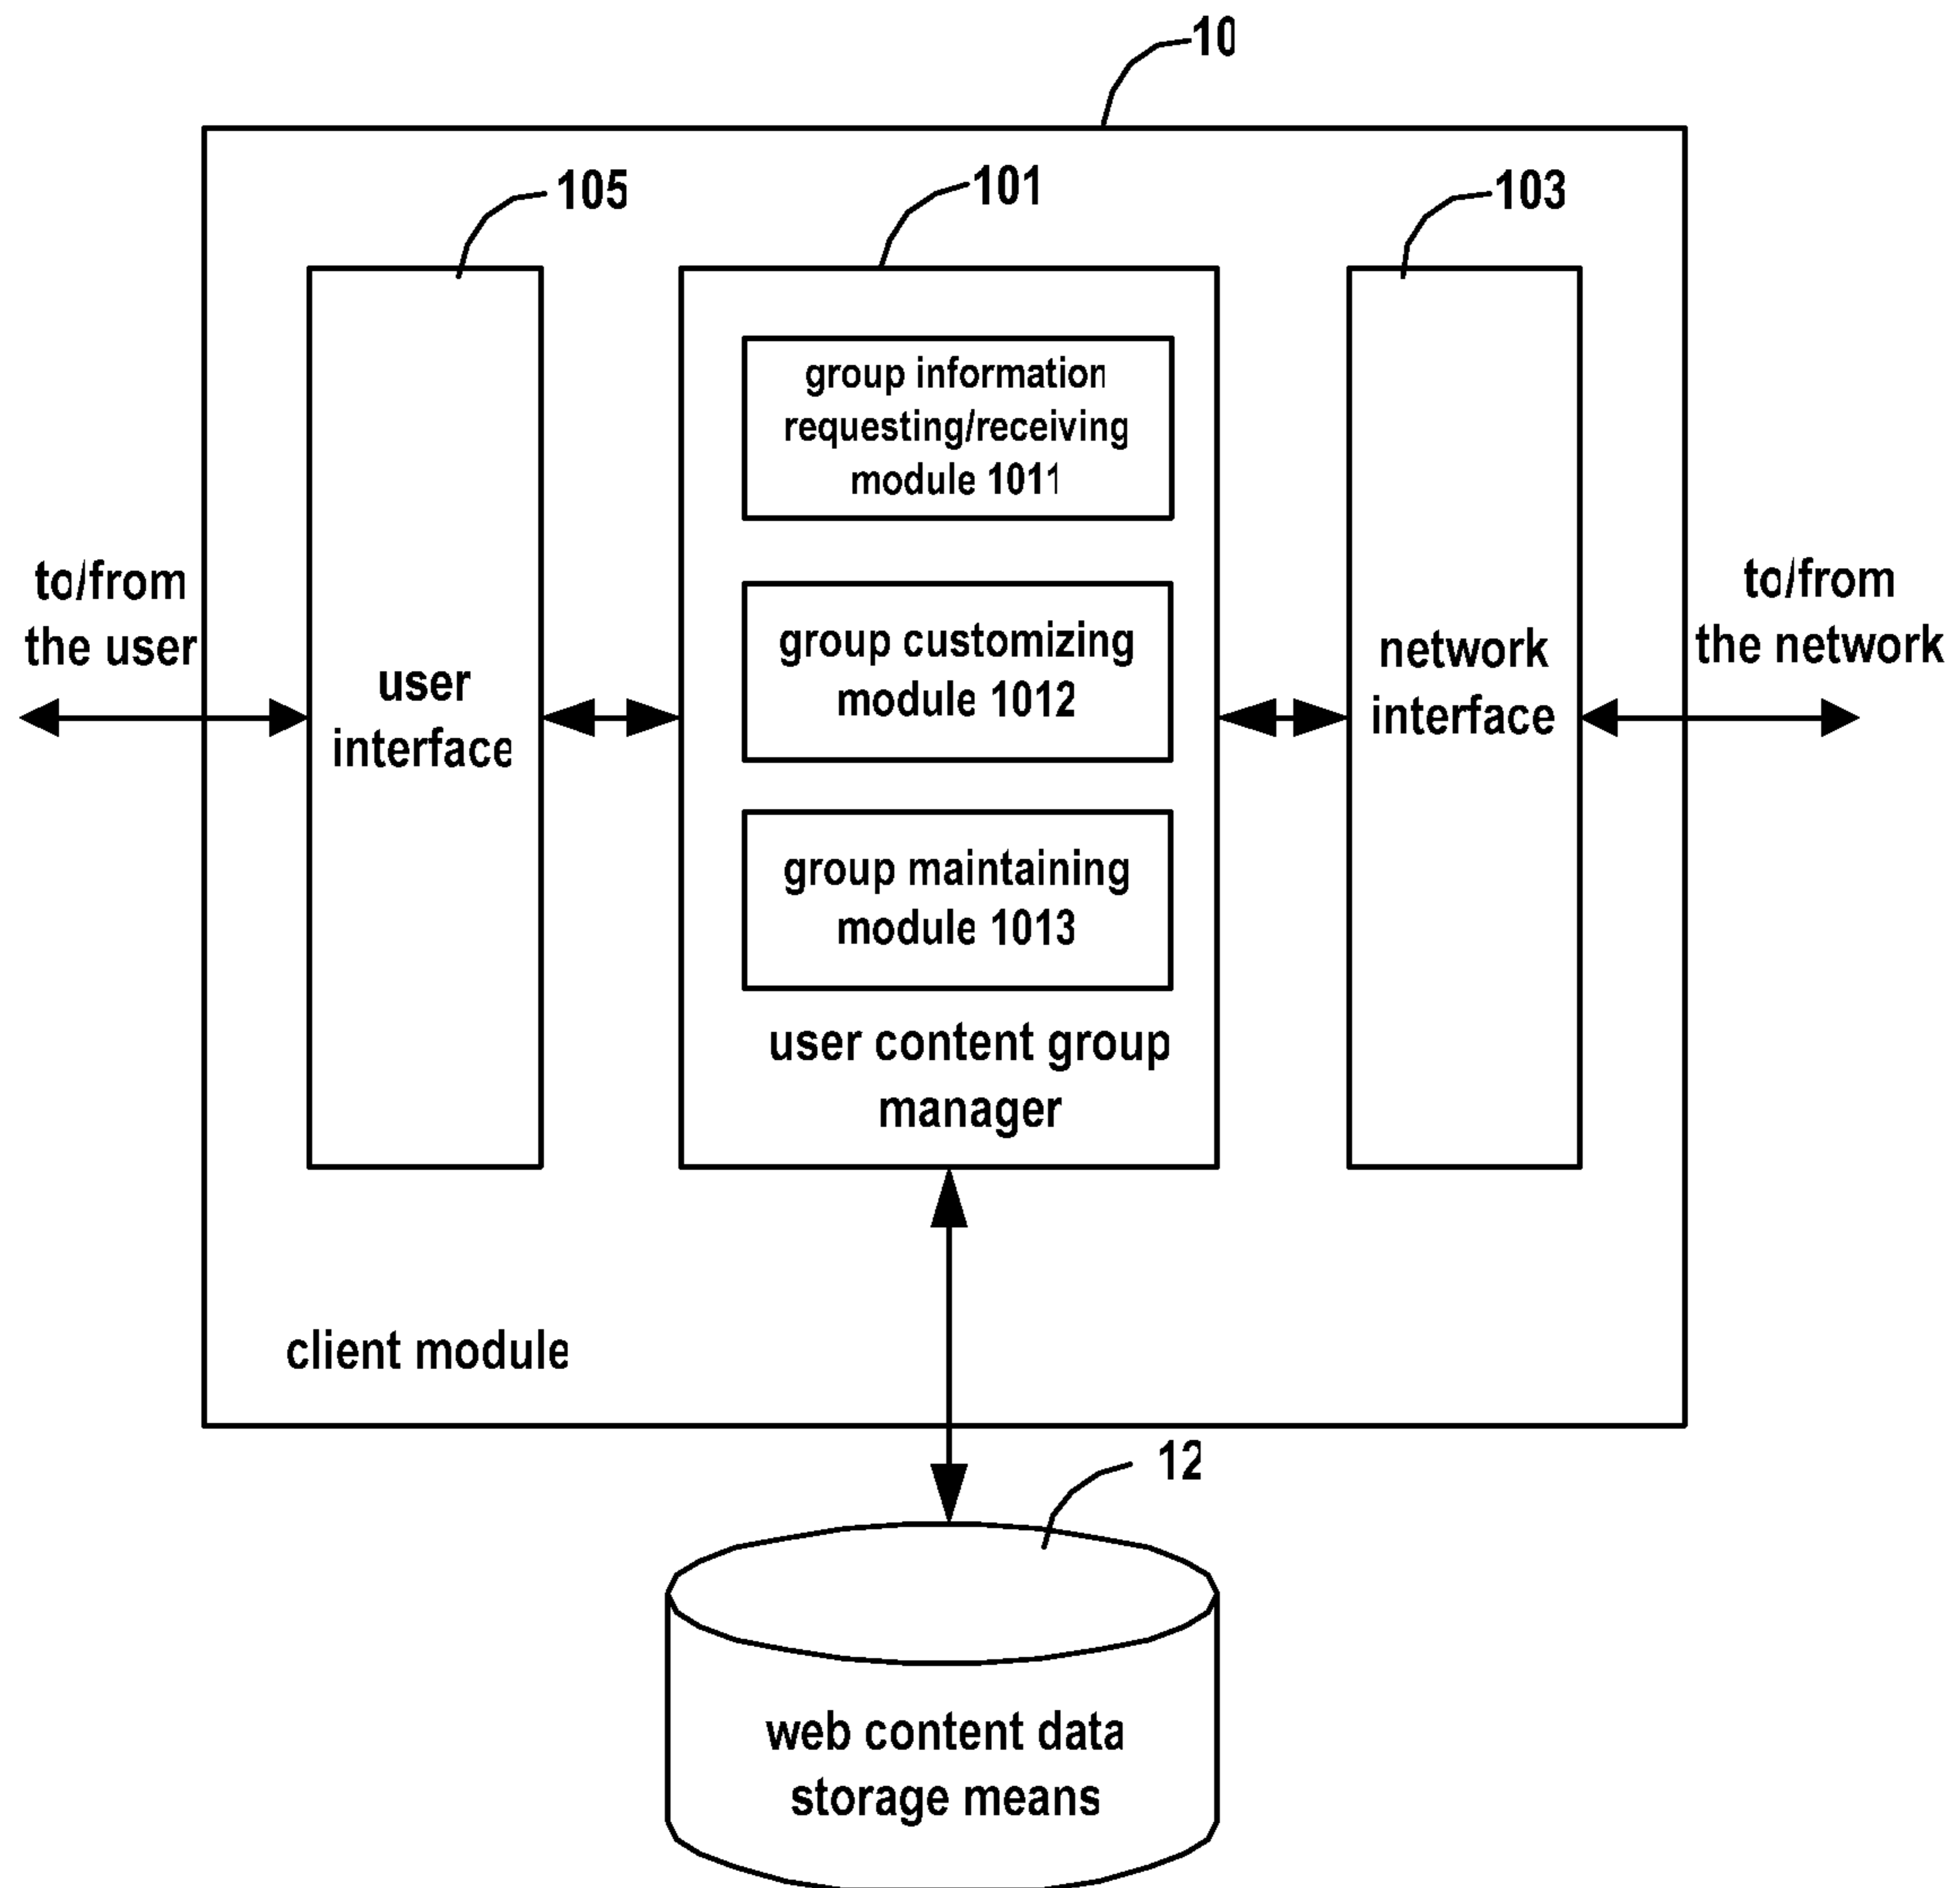 10
105
101
103
group information
requesting/receiving
module 1011
to/from
the user
to/from
the network
group customizing
module 1012
user
interface
network
interface
group maintaining
module 1013
user content group
manager
client module
12
web content data
storage means